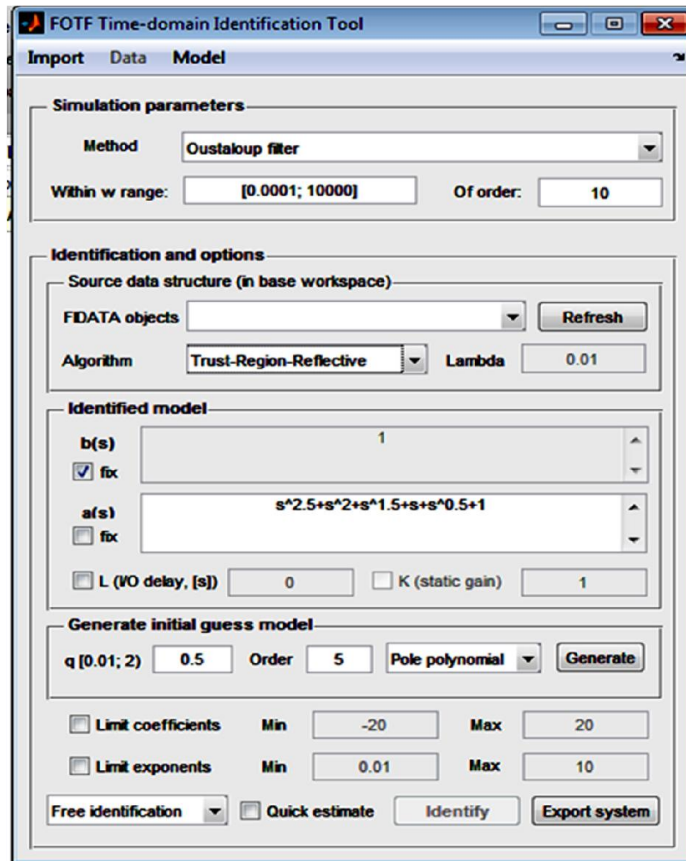 FOTF Time-domain Identification Tool
Import Data Model
Simulation parameters
Method Oustaloup filter
Within w range: [0.0001; 10000] Of order: 10
Identification and options
Source data structure (in base workspace)
FIDATA objects Refresh
Algorithm Trust-Region-Reflective Lambda 0.01
Identified model
b(s) 1
fix
a(s) s^2.5+s^2+s^1.5+s+s^0.5+1
fix
L (I/O delay, [s]) 0 K (static gain) 1
Generate initial guess model
q [0.01; 2) 0.5 Order 5 Pole polynomial Generate
Limit coefficients Min -20 Max 20
Limit exponents Min 0.01 Max 10
Free identification Quick estimate Identify Export system